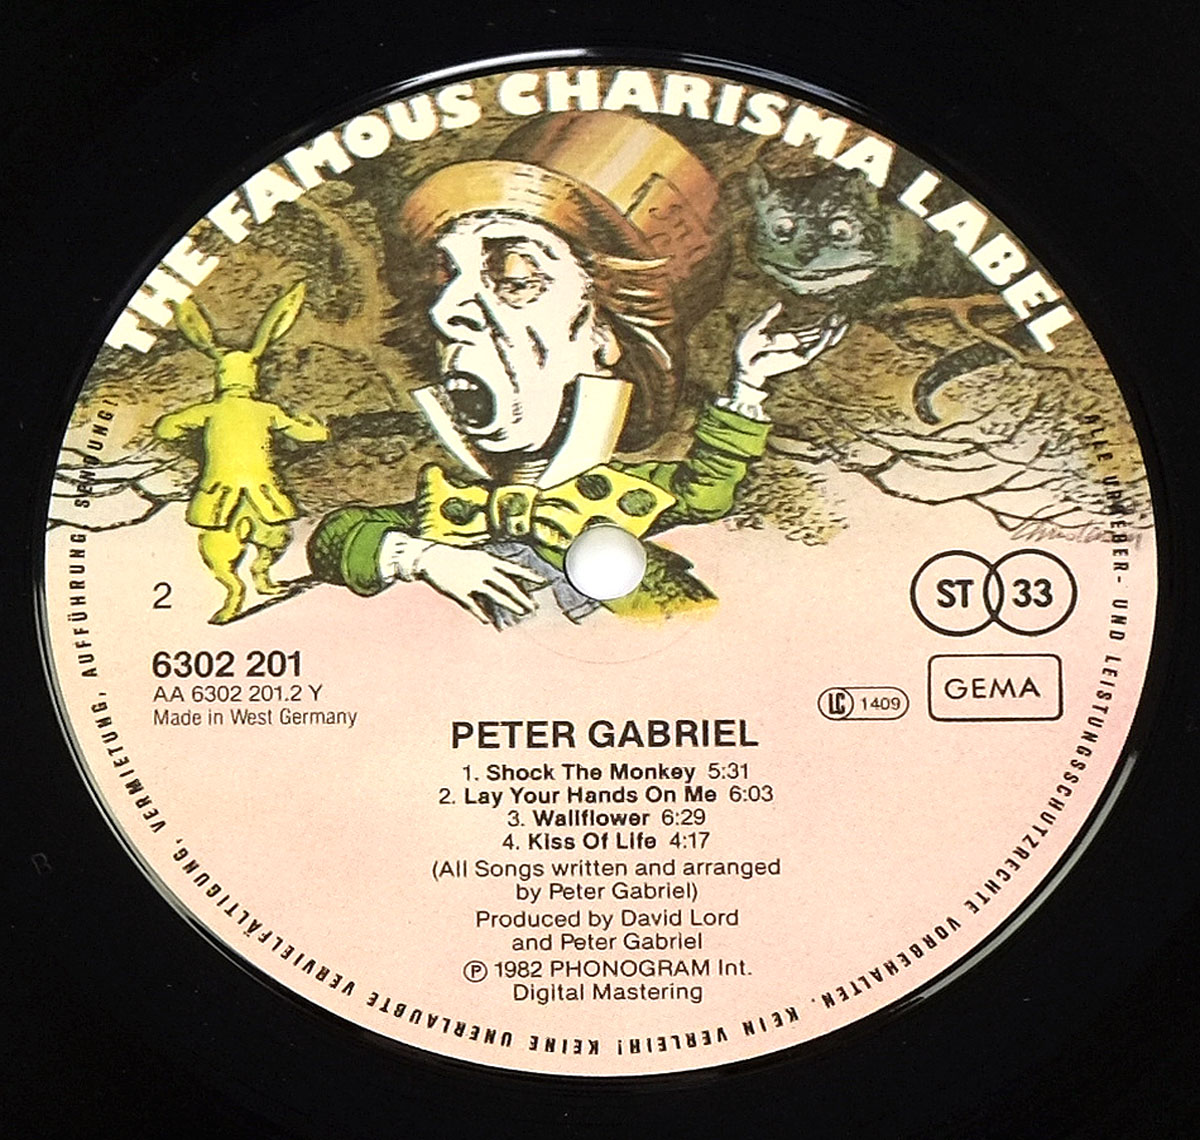 THE FAMOUS CHARISMA LABEL
2
ST 33
6302 201
AA 6302 201.2 Y
Made in West Germany
LC 1409
GEMA
PETER GABRIEL
1. Shock The Monkey 5:31
2. Lay Your Hands On Me 6:03
3. Wallflower 6:29
4. Kiss Of Life 4:17
(All Songs written and arranged
by Peter Gabriel)
Produced by David Lord
and Peter Gabriel
℗ 1982 PHONOGRAM Int.
Digital Mastering
ALLE URHEBER- UND LEISTUNGSSCHUTZRECHTE VORBEHALTEN. KEIN VERLEIH! KEINE UNERLAUBTE VERVIELFÄLTIGUNG, VERMIETUNG, AUFFÜHRUNG, SENDUNG!